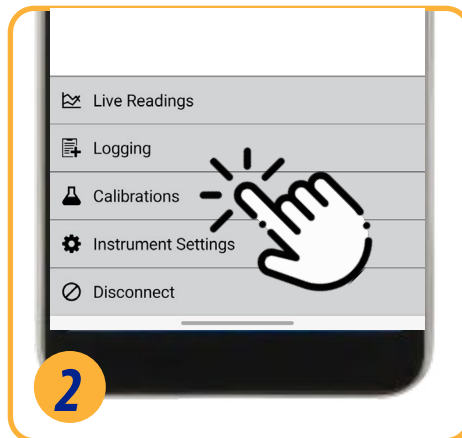 Live Readings
Logging
Calibrations
Instrument Settings
Disconnect
2